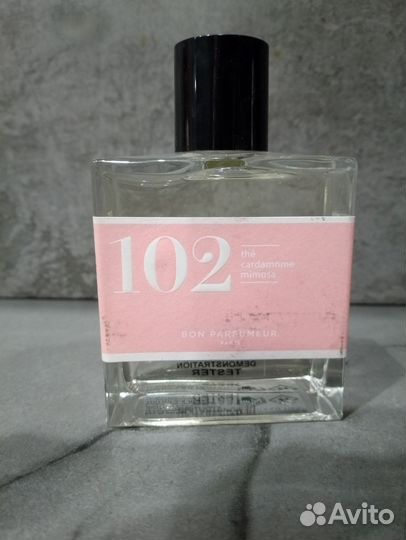 102
thé
cardamome
mimosa
BON PARFUMEUR
PARIS
DEMONSTRATION
TESTER
Avito